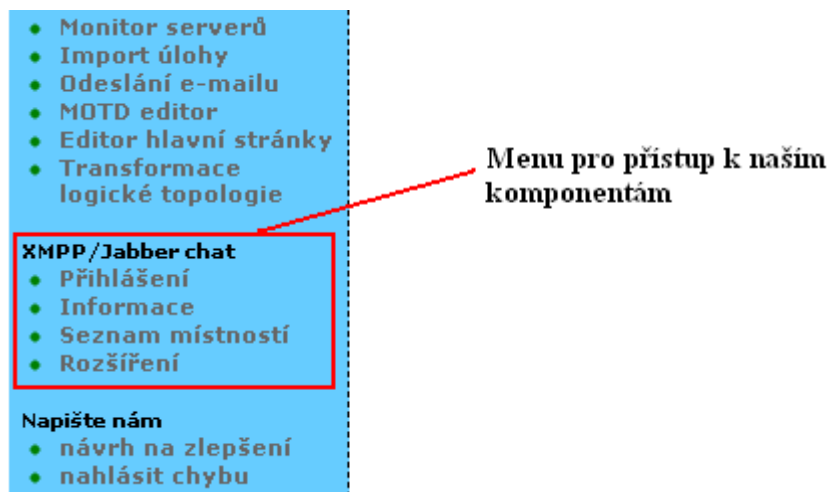 Monitor serverů
Import úlohy
Odeslání e-mailu
MOTD editor
Editor hlavní stránky
Transformace
logické topologie
XMPP/Jabber chat
Přihlášení
Informace
Seznam místností
Rozšíření
Napište nám
návrh na zlepšení
nahlásit chybu
Menu pro přístup k naším
komponentám